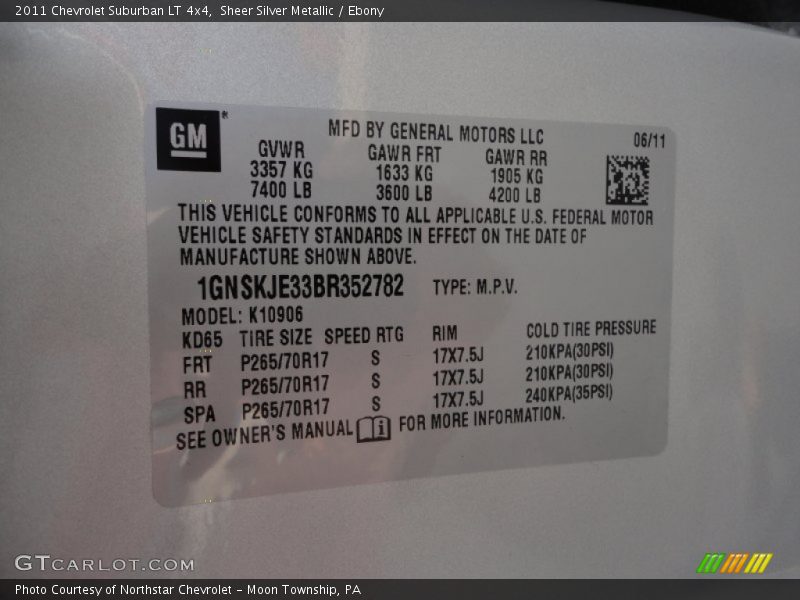 2011 Chevrolet Suburban LT 4x4, Sheer Silver Metallic / Ebony
GM
MFD BY GENERAL MOTORS LLC 06/11
GVWR GAWR FRT GAWR RR
3357 KG 1633 KG 1905 KG
7400 LB 3600 LB 4200 LB
THIS VEHICLE CONFORMS TO ALL APPLICABLE U.S. FEDERAL MOTOR
VEHICLE SAFETY STANDARDS IN EFFECT ON THE DATE OF
MANUFACTURE SHOWN ABOVE.
1GNSKJE33BR352782 TYPE: M.P.V.
MODEL: K10906
KD65 TIRE SIZE SPEED RTG RIM COLD TIRE PRESSURE
FRT P265/70R17 S 17X7.5J 210KPA(30PSI)
RR P265/70R17 S 17X7.5J 210KPA(30PSI)
SPA P265/70R17 S 17X7.5J 240KPA(35PSI)
SEE OWNER'S MANUAL i FOR MORE INFORMATION.
GTCARLOT.COM
Photo Courtesy of Northstar Chevrolet - Moon Township, PA